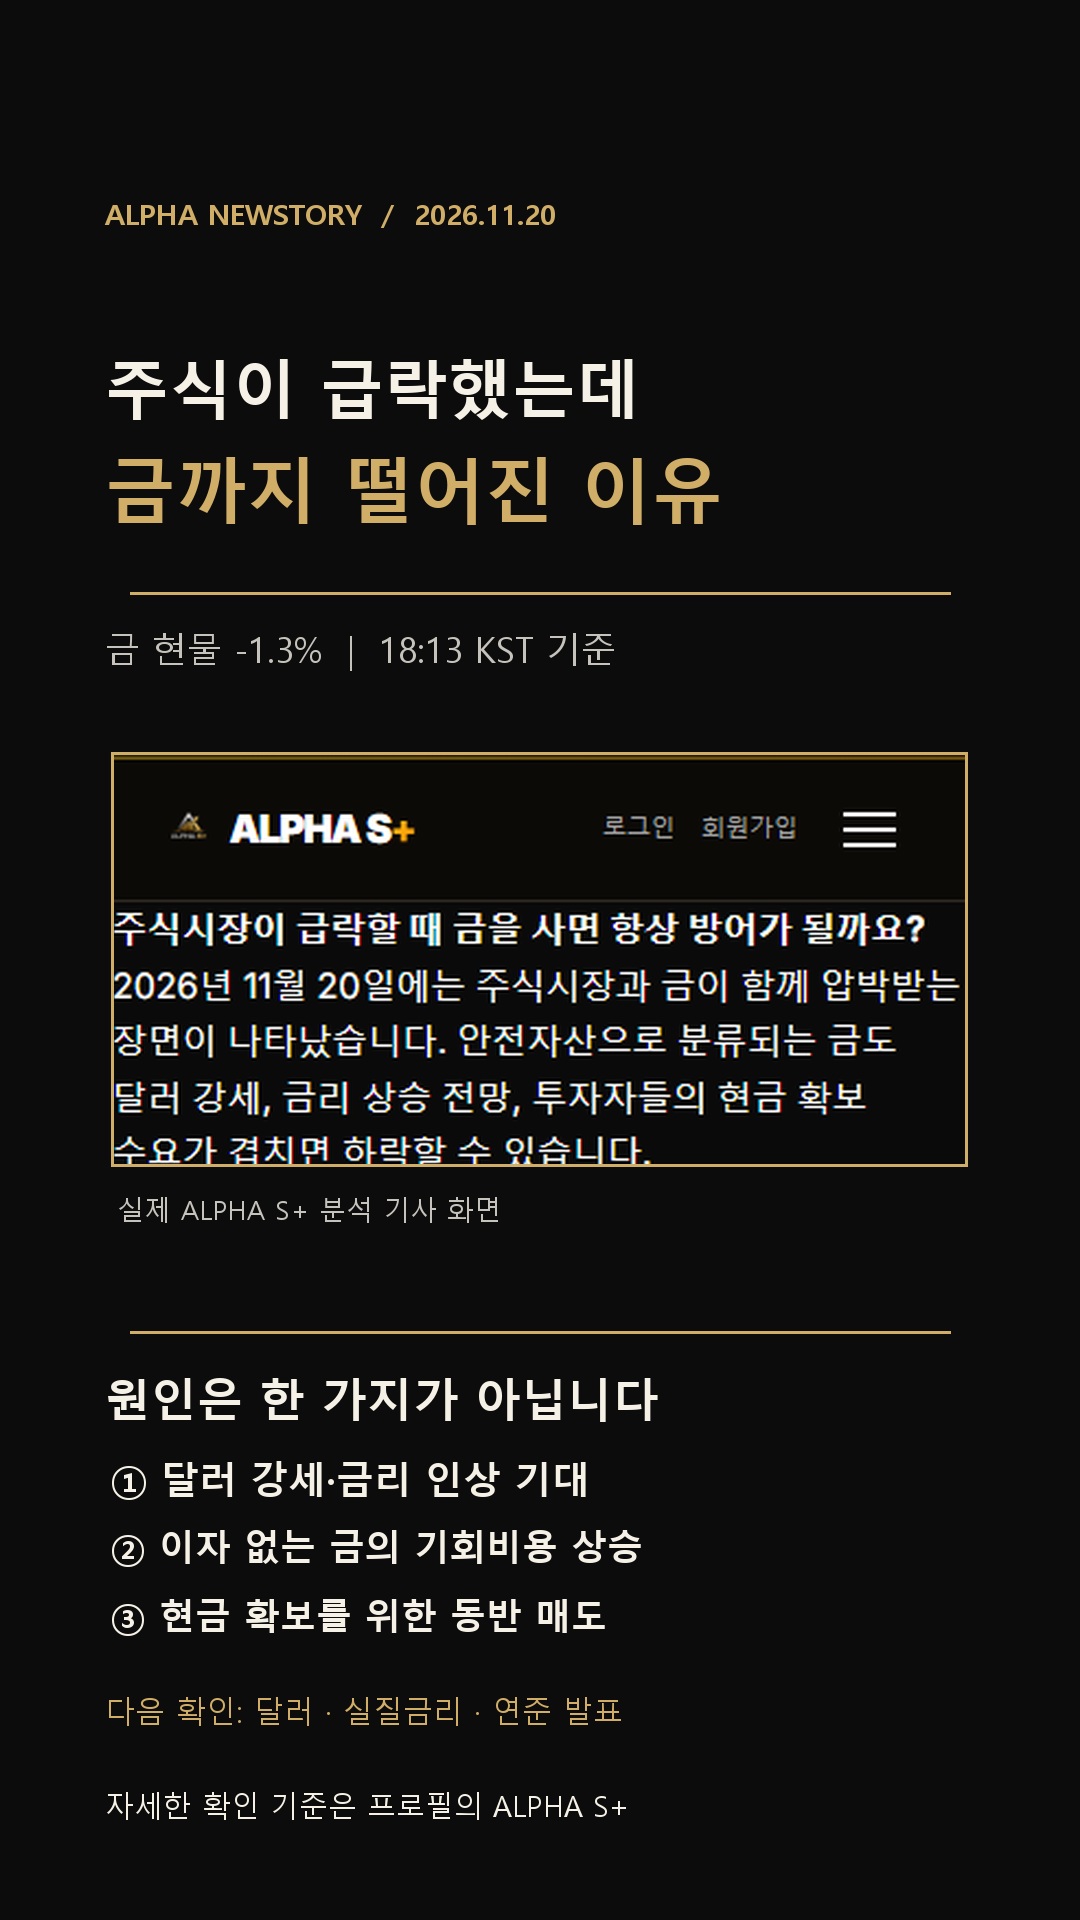 ALPHA NEWSTORY / 2026.11.20
주식이 급락했는데
금까지 떨어진 이유
금 현물 -1.3% | 18:13 KST 기준
ALPHA S+ 로그인 회원가입
주식시장이 급락할 때 금을 사면 항상 방어가 될까요?
2026년 11월 20일에는 주식시장과 금이 함께 압박받는
장면이 나타났습니다. 안전자산으로 분류되는 금도
달러 강세, 금리 상승 전망, 투자자들의 현금 확보
수요가 겹치면 하락할 수 있습니다.
실제 ALPHA S+ 분석 기사 화면
원인은 한 가지가 아닙니다
① 달러 강세·금리 인상 기대
② 이자 없는 금의 기회비용 상승
③ 현금 확보를 위한 동반 매도
다음 확인: 달러 · 실질금리 · 연준 발표
자세한 확인 기준은 프로필의 ALPHA S+